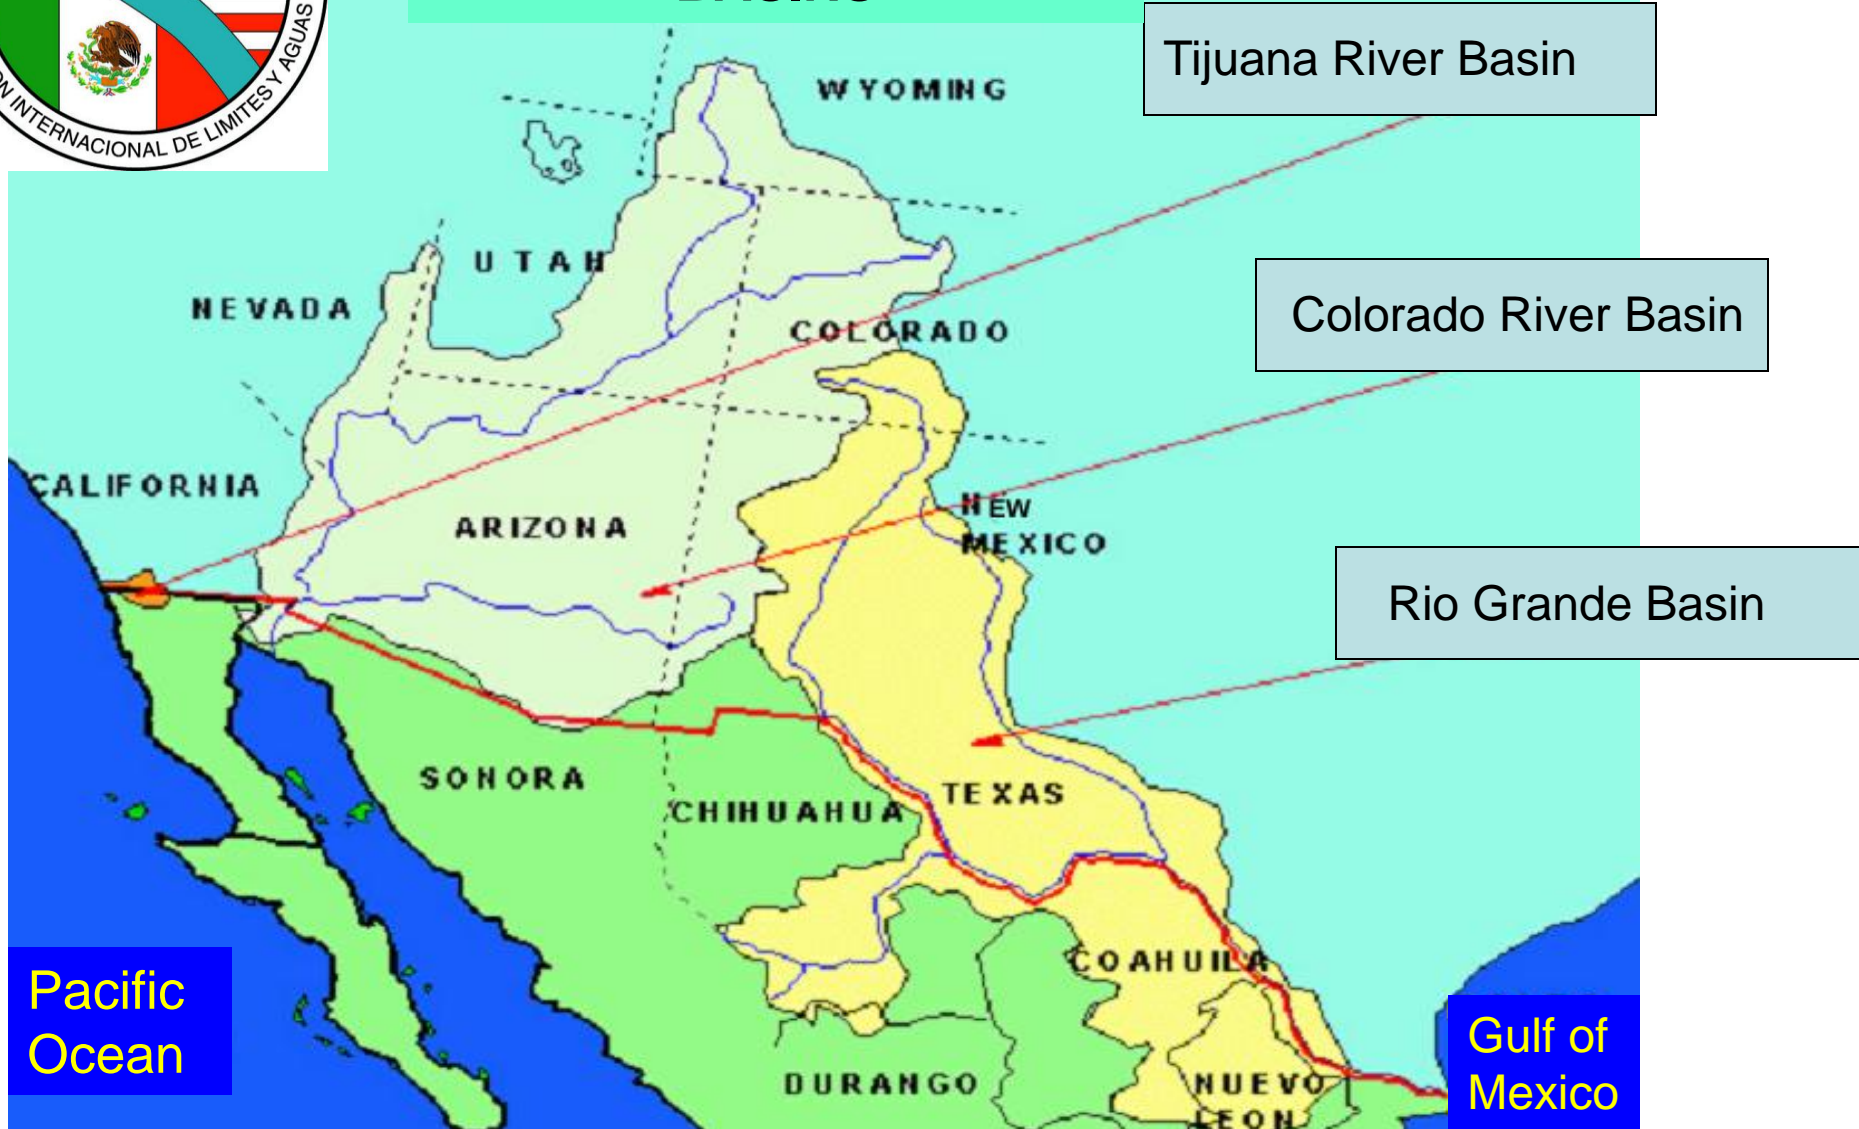 INTERNACIONAL DE LIMITES Y AGUAS
Tijuana River Basin
WYOMING
UTAH
NEVADA
Colorado River Basin
COLORADO
CALIFORNIA
ARIZONA
NEW
MEXICO
Rio Grande Basin
SONORA
CHIHUAHUA
TEXAS
COAHUILA
Pacific
Ocean
Gulf of
Mexico
DURANGO
NUEVO
LEON